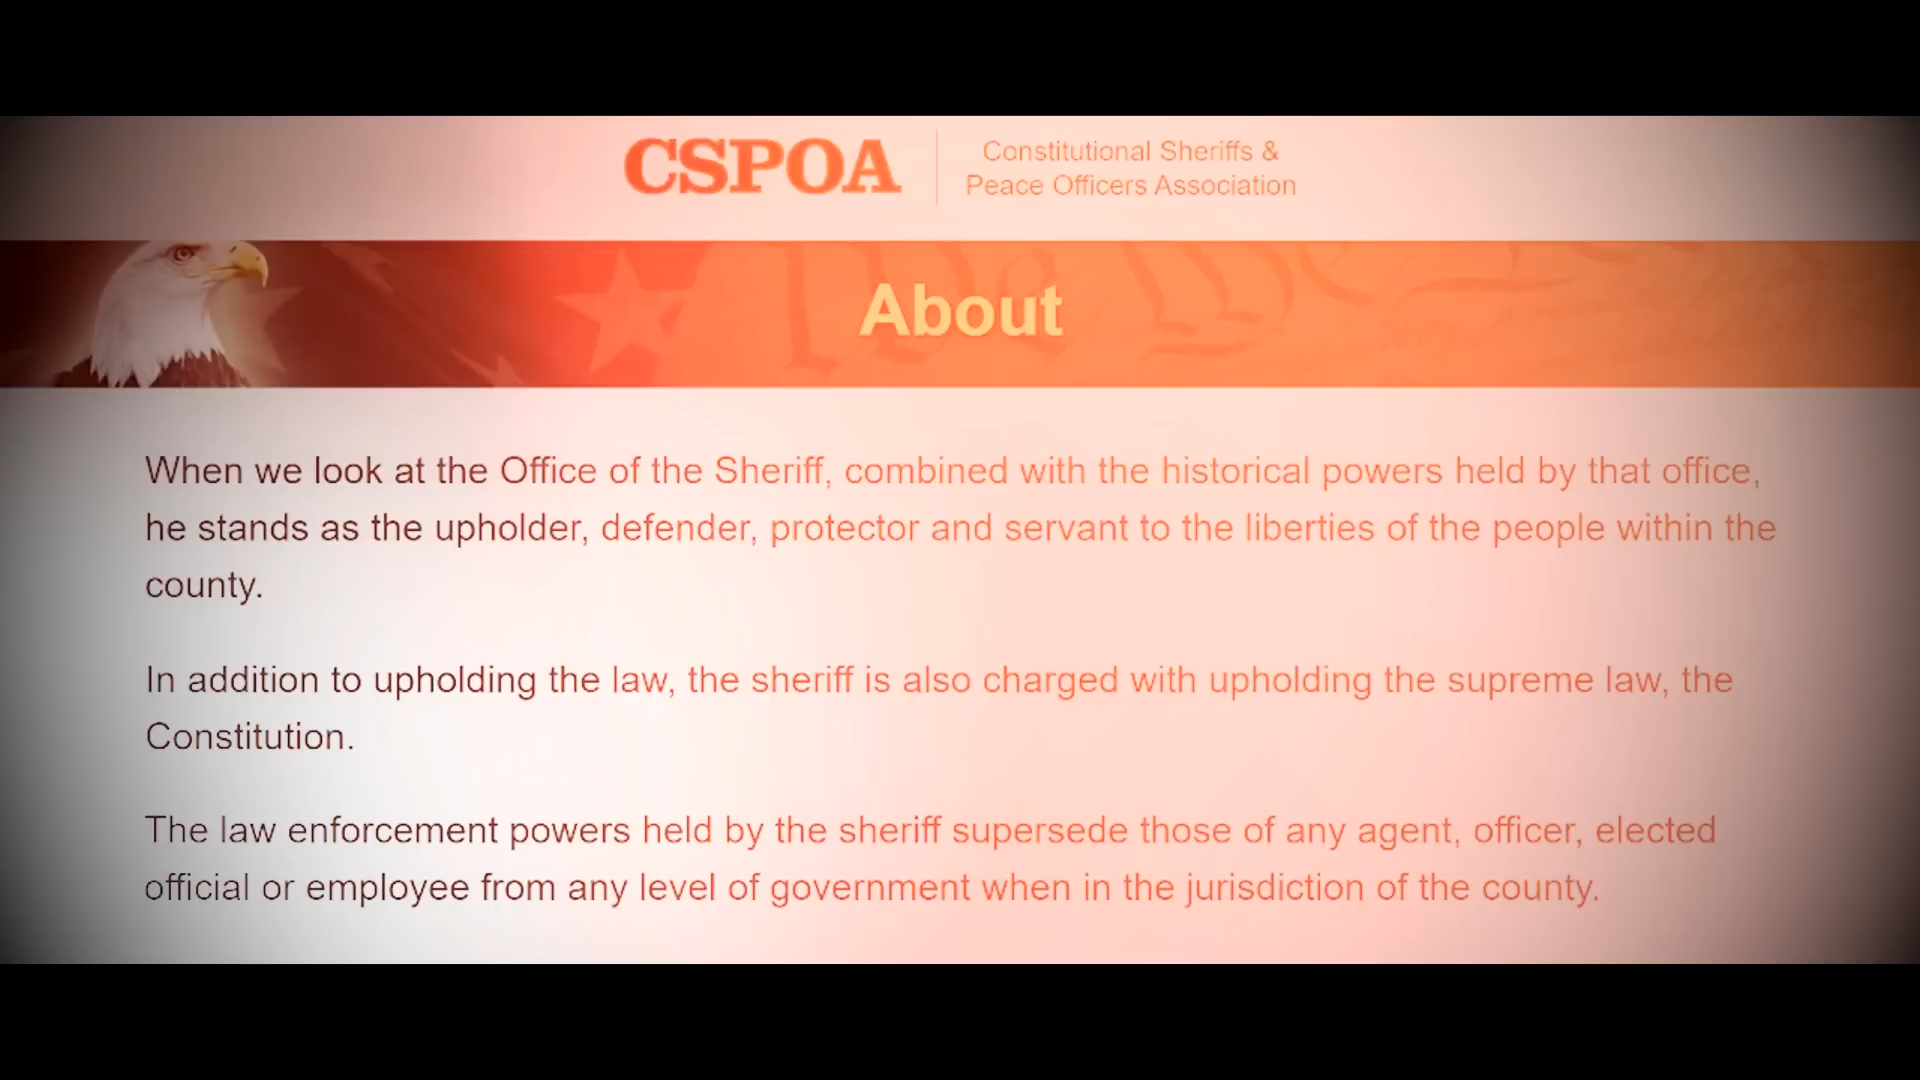 CSPOA
Constitutional Sheriffs &
Peace Officers Association
We the
About
When we look at the Office of the Sheriff, combined with the historical powers held by that office,
he stands as the upholder, defender, protector and servant to the liberties of the people within the
county.
In addition to upholding the law, the sheriff is also charged with upholding the supreme law, the
Constitution.
The law enforcement powers held by the sheriff supersede those of any agent, officer, elected
official or employee from any level of government when in the jurisdiction of the county.